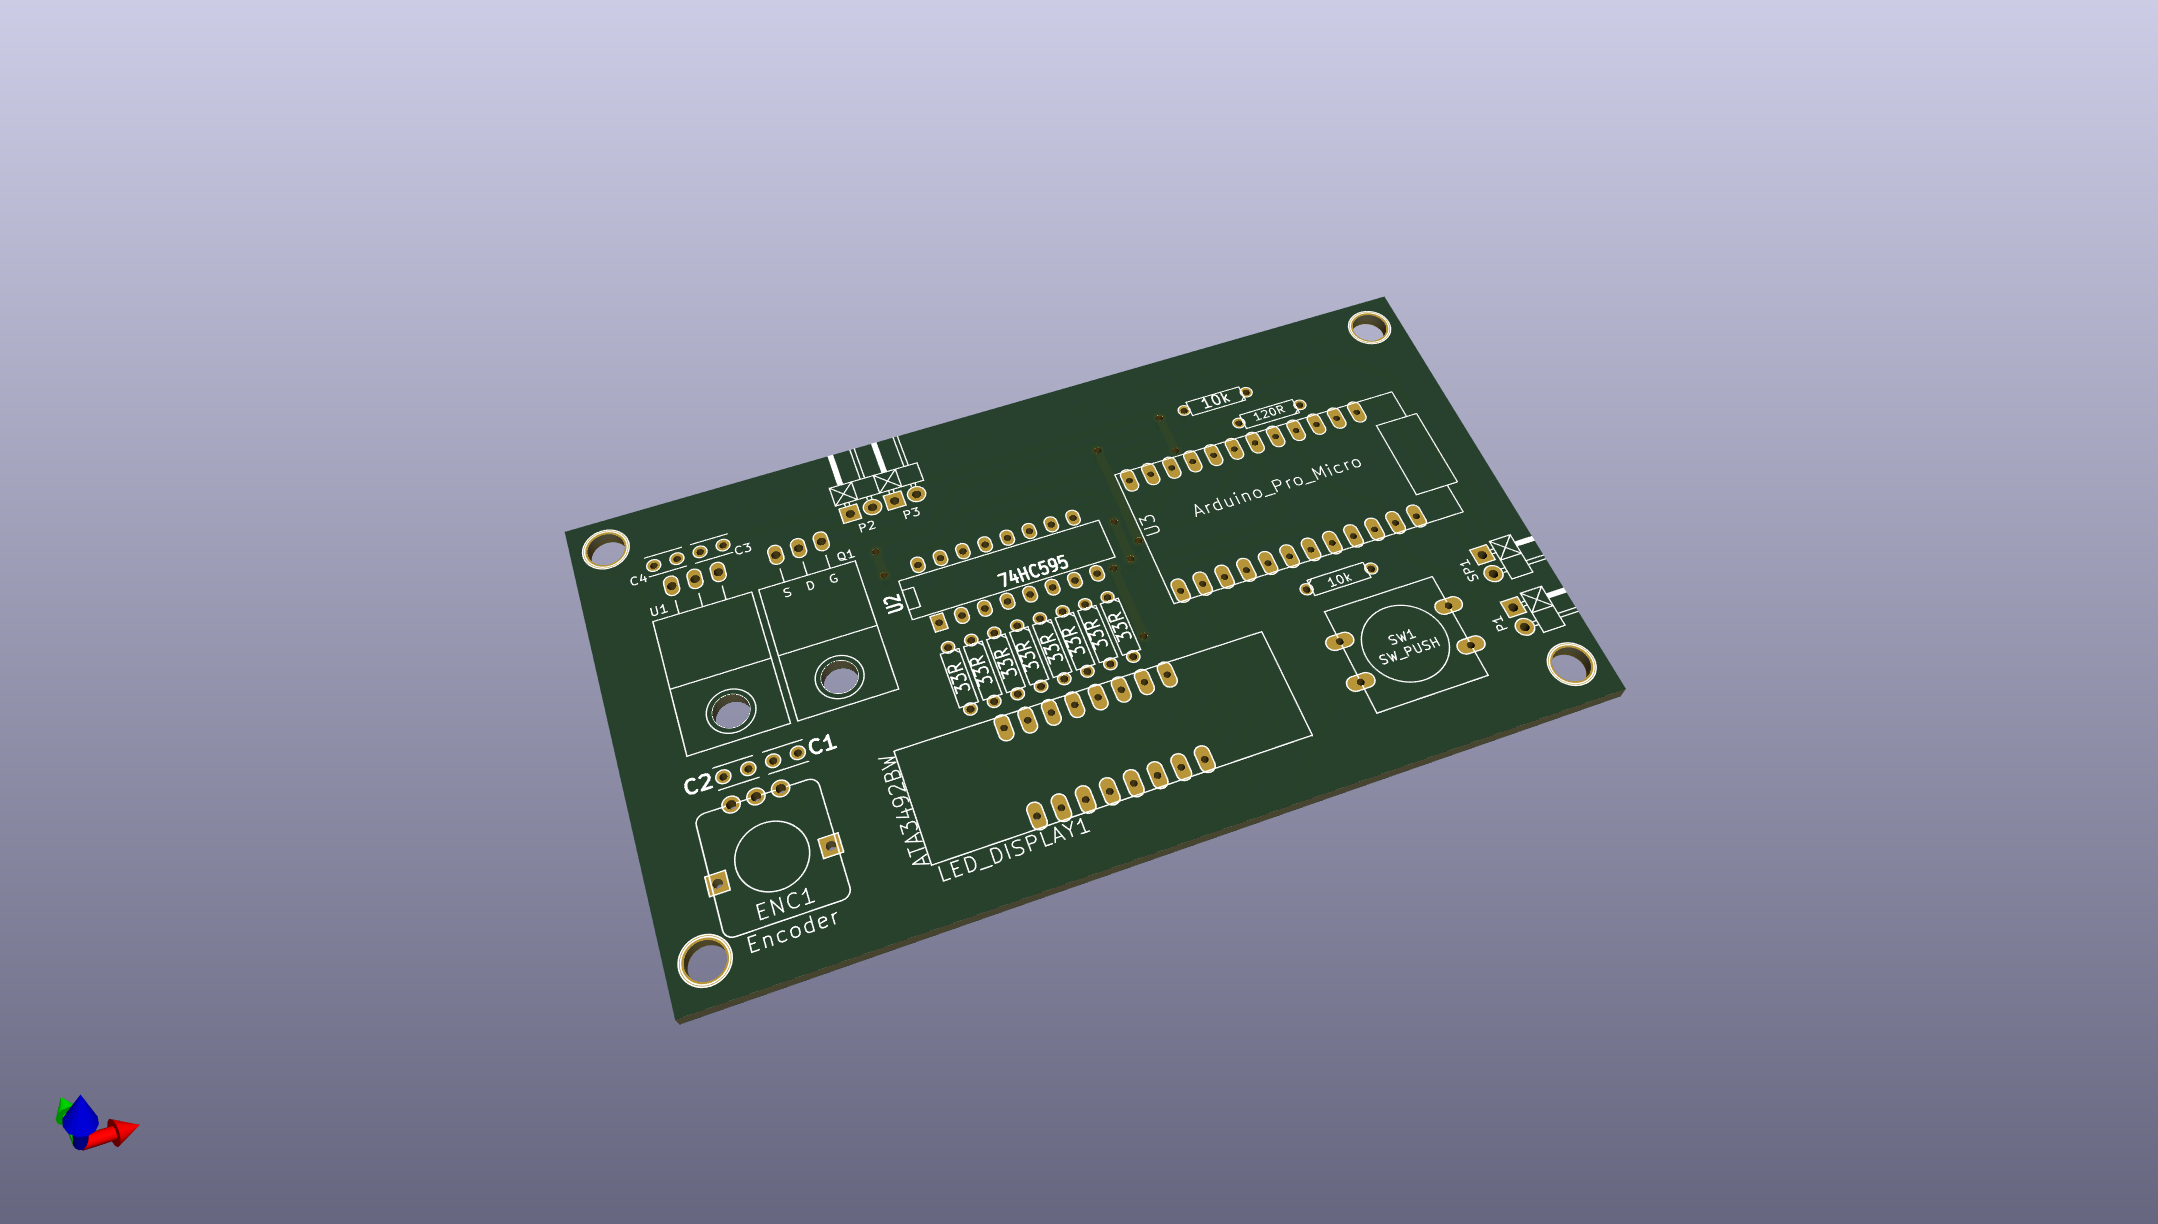 10k
120R
Arduino_Pro_Micro
U3
P2
P3
C3
C4
Q1
S D G
U1
74HC595
U2
10k
SP1
P1
SW1
SW_PUSH
33R
33R
33R
33R
33R
33R
33R
33R
C1
C2
ATA3492BW
LED_DISPLAY1
ENC1
Encoder